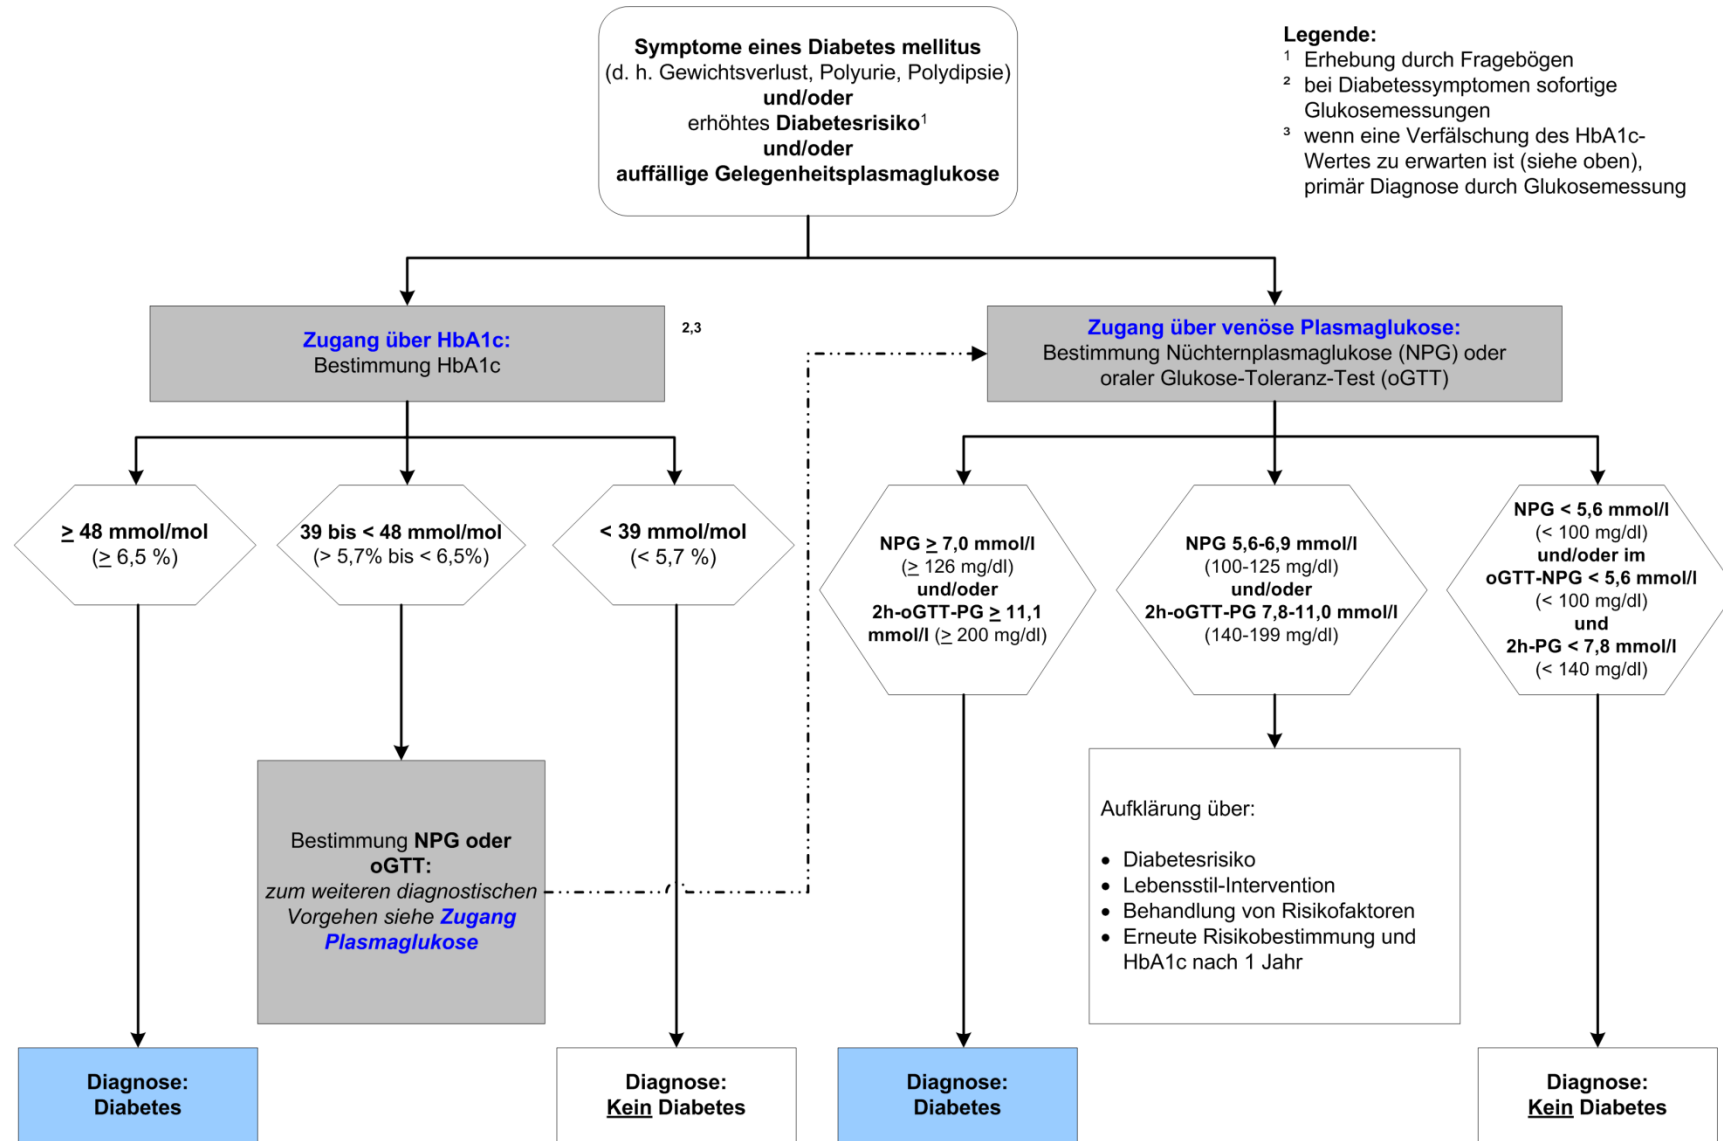 Symptome eines Diabetes mellitus
(d. h. Gewichtsverlust, Polyurie, Polydipsie)
und/oder
erhöhtes Diabetesrisiko¹
und/oder
auffällige Gelegenheitsplasmaglukose
Legende:
¹ Erhebung durch Fragebögen
² bei Diabetessymptomen sofortige
Glukosemessungen
³ wenn eine Verfälschung des HbA1c-
Wertes zu erwarten ist (siehe oben),
primär Diagnose durch Glukosemessung
Zugang über HbA1c:
Bestimmung HbA1c
2,3
Zugang über venöse Plasmaglukose:
Bestimmung Nüchternplasmaglukose (NPG) oder
oraler Glukose-Toleranz-Test (oGTT)
≥ 48 mmol/mol
(≥ 6,5 %)
39 bis < 48 mmol/mol
(> 5,7% bis < 6,5%)
< 39 mmol/mol
(< 5,7 %)
NPG ≥ 7,0 mmol/l
(≥ 126 mg/dl)
und/oder
2h-oGTT-PG ≥ 11,1
mmol/l (≥ 200 mg/dl)
NPG 5,6-6,9 mmol/l
(100-125 mg/dl)
und/oder
2h-oGTT-PG 7,8-11,0 mmol/l
(140-199 mg/dl)
NPG < 5,6 mmol/l
(< 100 mg/dl)
und/oder im
oGTT-NPG < 5,6 mmol/l
(< 100 mg/dl)
und
2h-PG < 7,8 mmol/l
(< 140 mg/dl)
Bestimmung NPG oder
oGTT:
zum weiteren diagnostischen
Vorgehen siehe Zugang
Plasmaglukose
Aufklärung über:
• Diabetesrisiko
• Lebensstil-Intervention
• Behandlung von Risikofaktoren
• Erneute Risikobestimmung und
HbA1c nach 1 Jahr
Diagnose:
Diabetes
Diagnose:
Kein Diabetes
Diagnose:
Diabetes
Diagnose:
Kein Diabetes